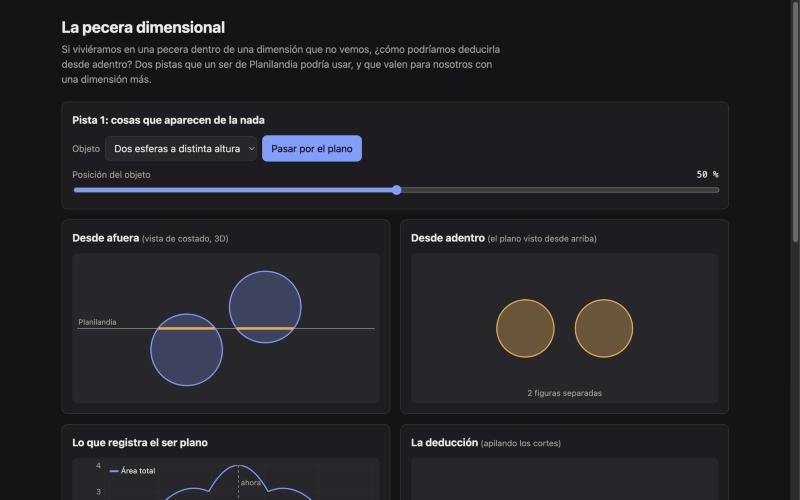 La pecera dimensional
Si viviéramos en una pecera dentro de una dimensión que no vemos, ¿cómo podríamos deducirla
desde adentro? Dos pistas que un ser de Planilandia podría usar, y que valen para nosotros con
una dimensión más.
Pista 1: cosas que aparecen de la nada
Objeto Dos esferas a distinta altura Pasar por el plano
Posición del objeto 50 %
Desde afuera (vista de costado, 3D)
Planilandia
Desde adentro (el plano visto desde arriba)
2 figuras separadas
Lo que registra el ser plano
4
Área total
ahora
3
La deducción (apilando los cortes)